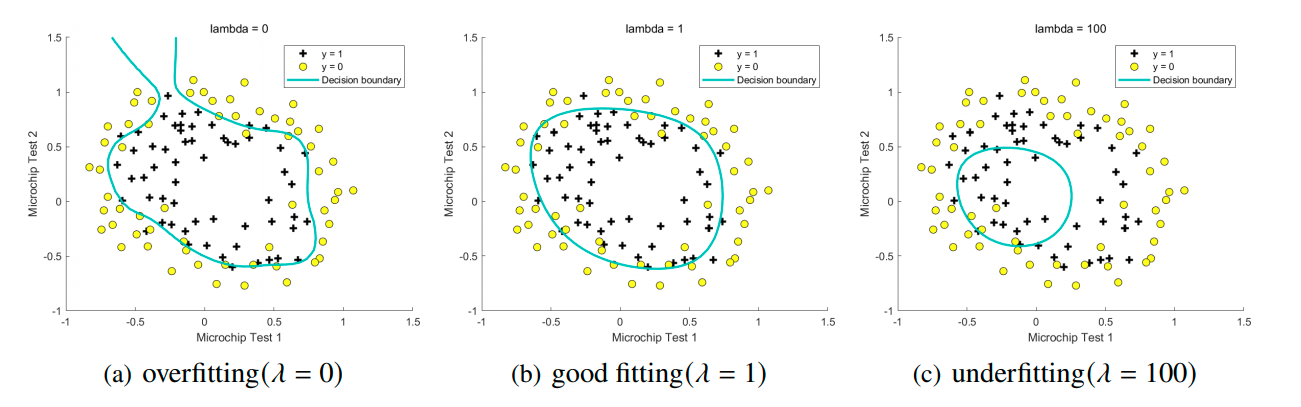 lambda = 0
y = 1
y = 0
Decision boundary
1.5
1
0.5
0
-0.5
-1
-1
-0.5
0
0.5
1
1.5
Microchip Test 1
Microchip Test 2
(a) overfitting(λ = 0)
lambda = 1
y = 1
y = 0
Decision boundary
1.5
1
0.5
0
-0.5
-1
-1
-0.5
0
0.5
1
1.5
Microchip Test 1
Microchip Test 2
(b) good fitting(λ = 1)
lambda = 100
y = 1
y = 0
Decision boundary
1.5
1
0.5
0
-0.5
-1
-1
-0.5
0
0.5
1
1.5
Microchip Test 1
Microchip Test 2
(c) underfitting(λ = 100)